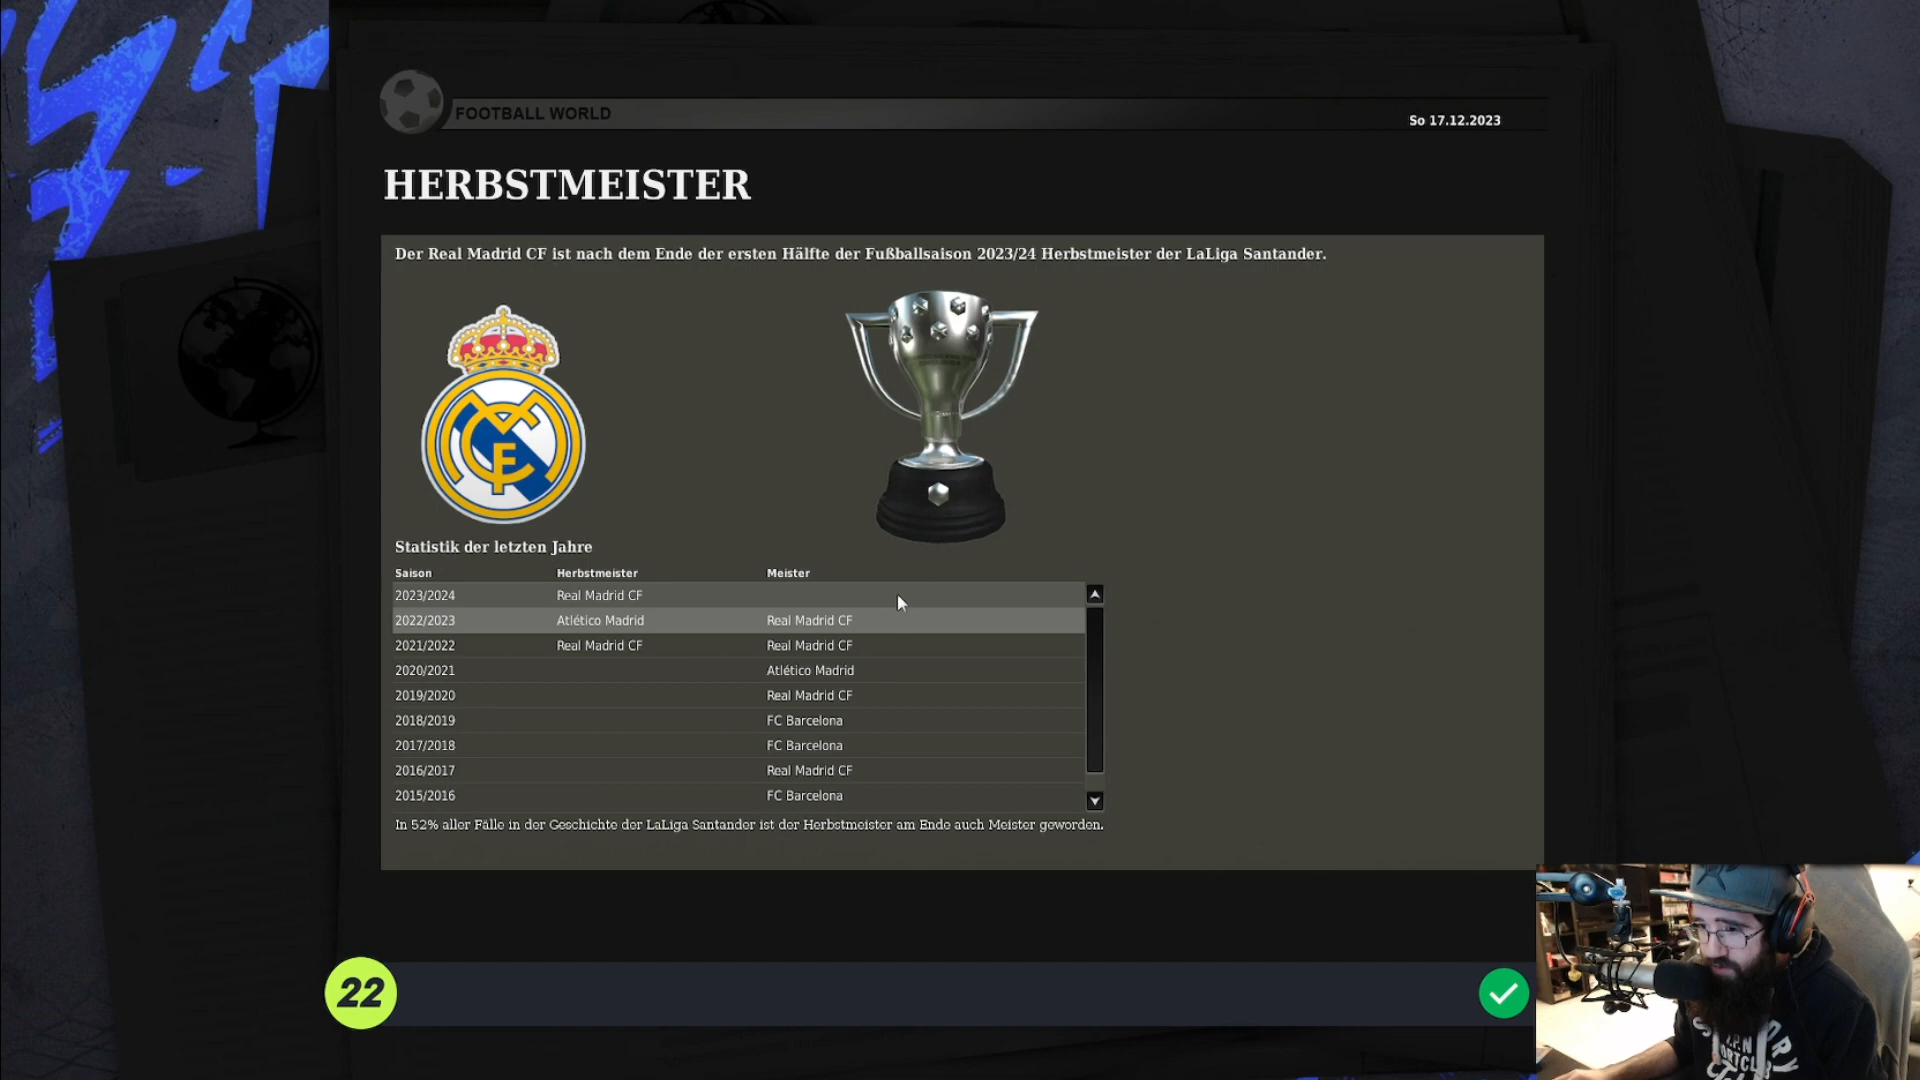 FOOTBALL WORLD
So 17.12.2023
HERBSTMEISTER
Der Real Madrid CF ist nach dem Ende der ersten Hälfte der Fußballsaison 2023/24 Herbstmeister der LaLiga Santander.
Statistik der letzten Jahre
Saison Herbstmeister Meister
2023/2024 Real Madrid CF
2022/2023 Atlético Madrid Real Madrid CF
2021/2022 Real Madrid CF Real Madrid CF
2020/2021 Atlético Madrid
2019/2020 Real Madrid CF
2018/2019 FC Barcelona
2017/2018 FC Barcelona
2016/2017 Real Madrid CF
2015/2016 FC Barcelona
In 52% aller Fälle in der Geschichte der LaLiga Santander ist der Herbstmeister am Ende auch Meister geworden.
22